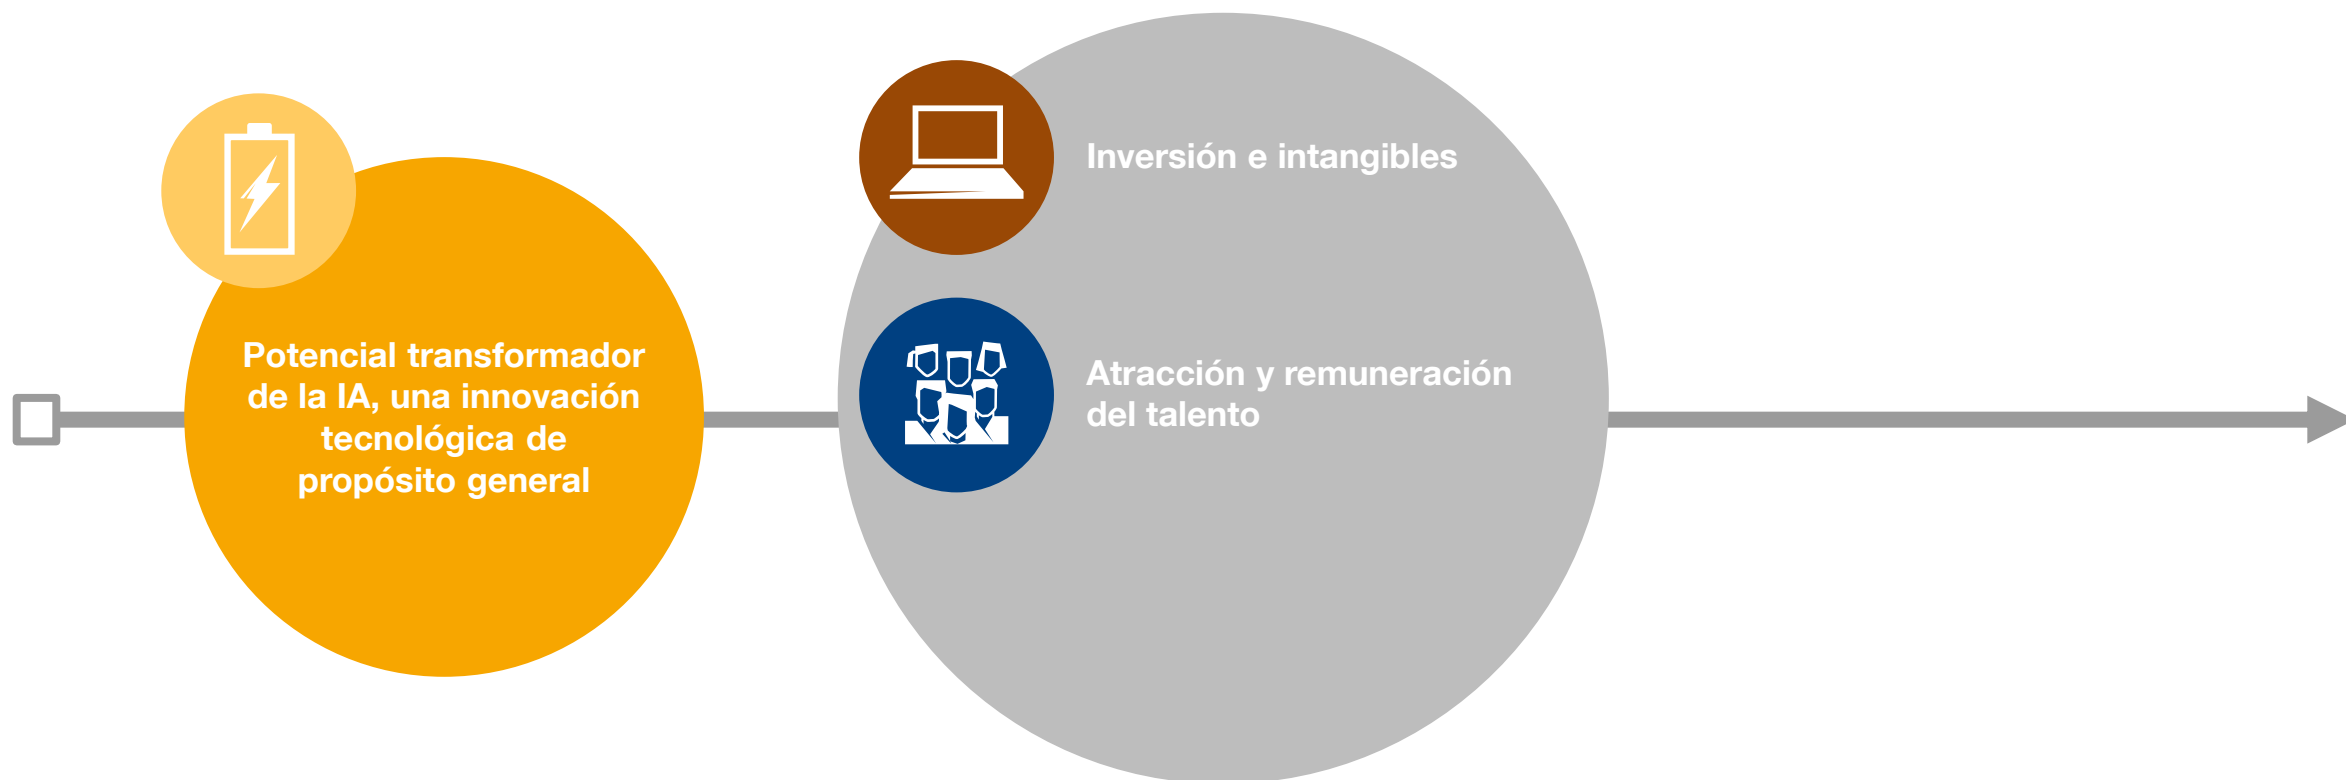 Potencial transformador
de la IA, una innovación
tecnológica de
propósito general
Inversión e intangibles
Atracción y remuneración
del talento